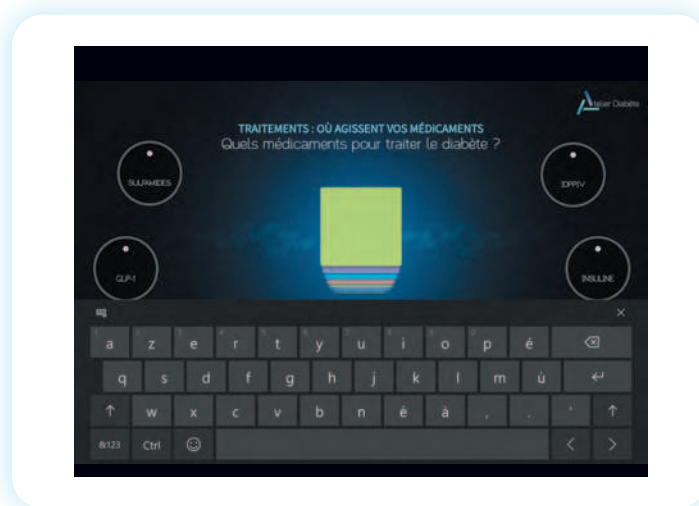 Atelier Diabète
TRAITEMENTS : OÙ AGISSENT VOS MÉDICAMENTS
Quels médicaments pour traiter le diabète ?
SULFAMIDES
IDPPIV
GLP-1
INSULINE
a z e r t y u i o p é
q s d f g h j k l m ù
w x c v b n è à , . '
&123 Ctrl